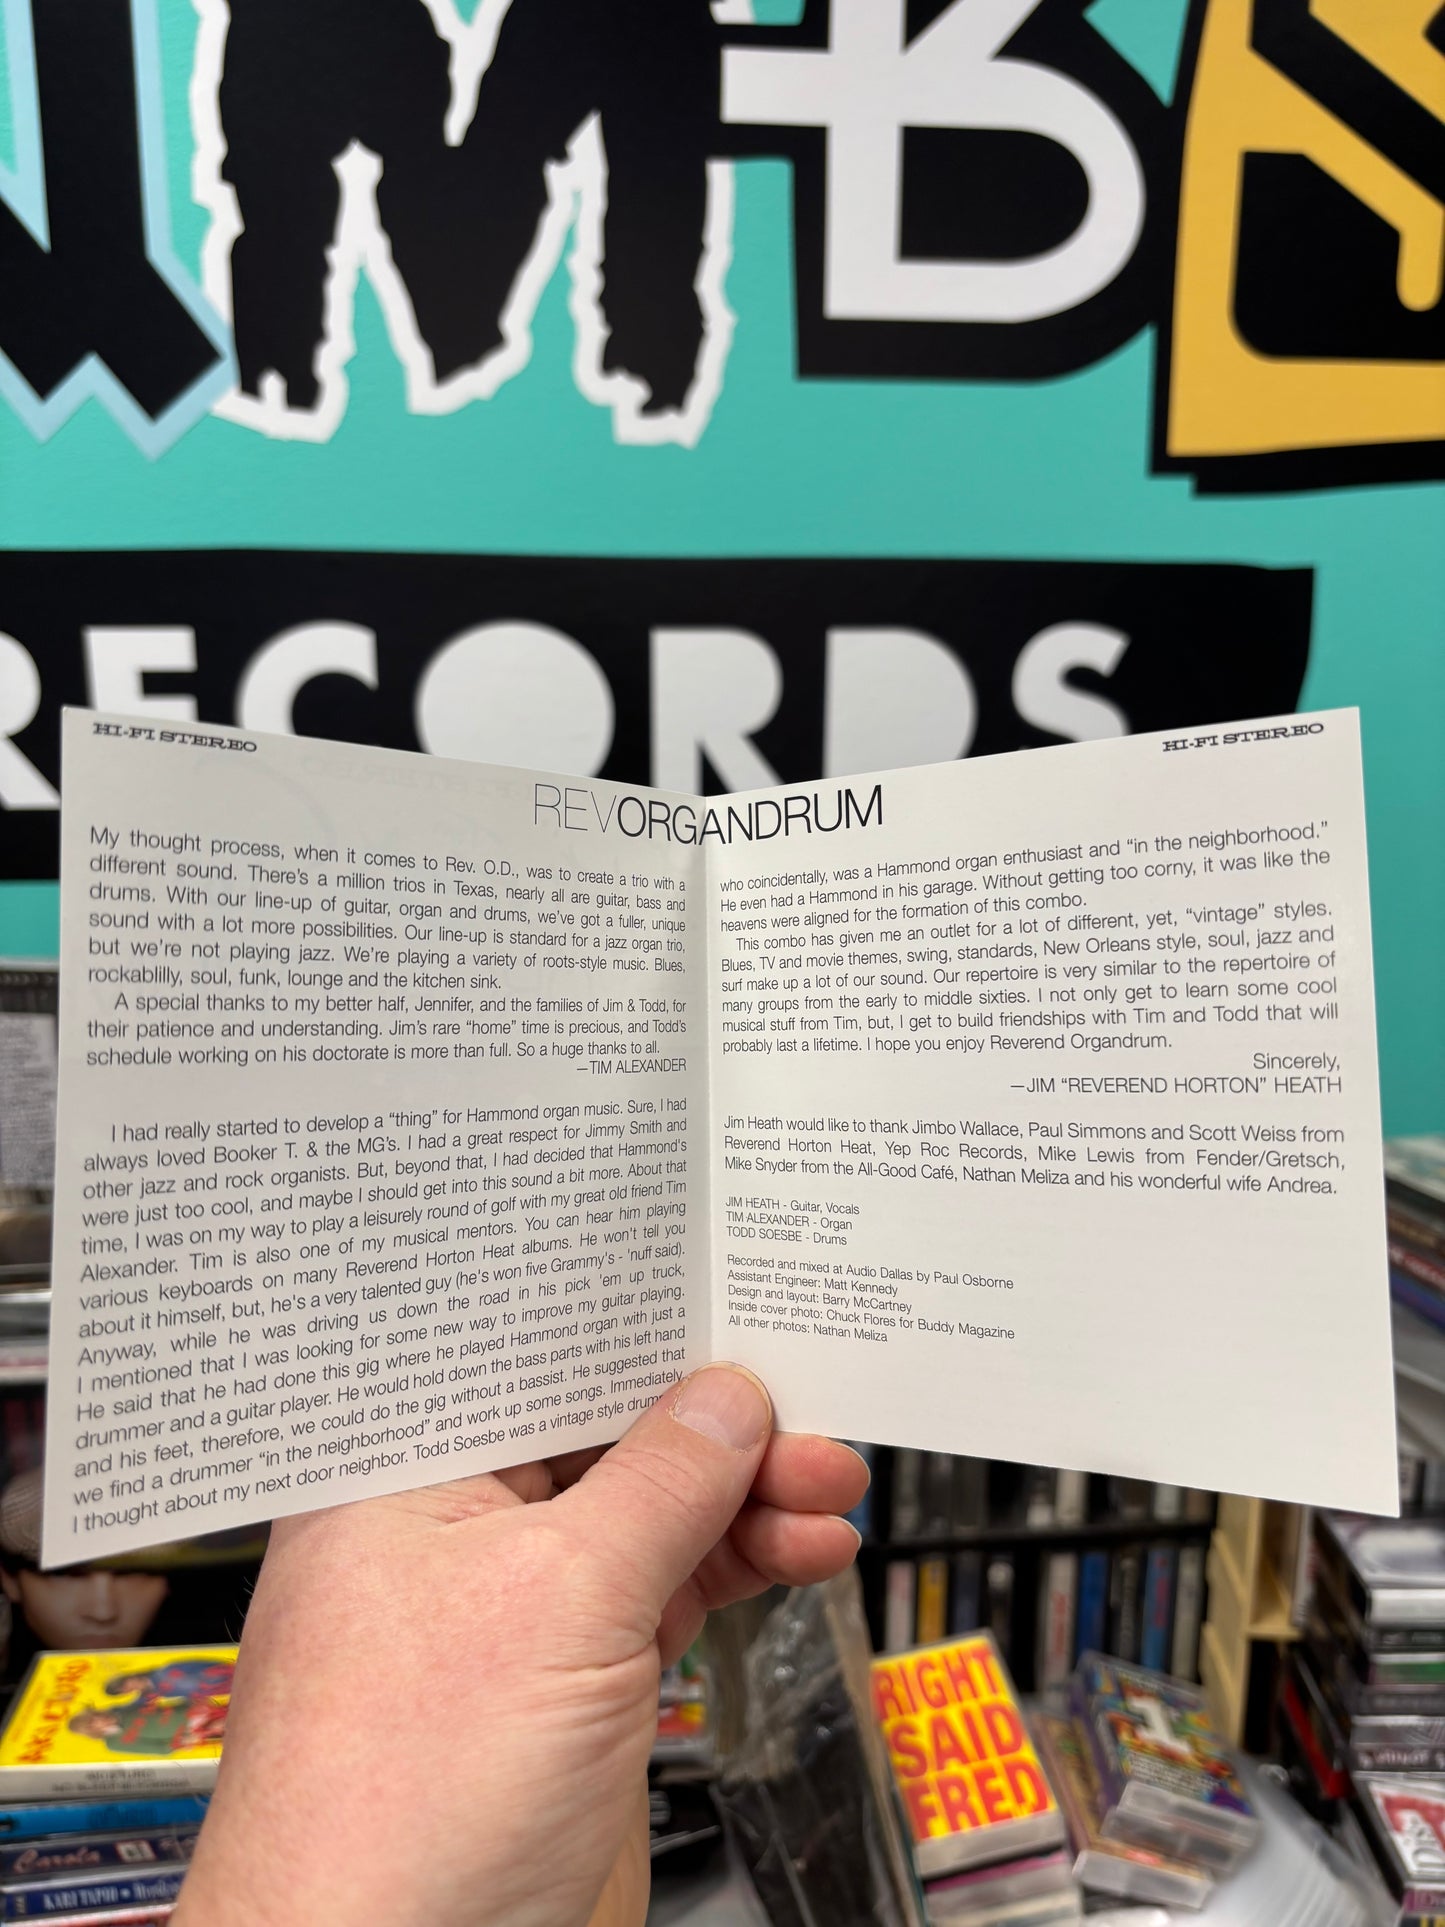 RECORDS
HI-FI STEREO
HI-FI STEREO
REVORGANDRUM
My thought process, when it comes to Rev. O.D., was to create a trio with a
different sound. There's a million trios in Texas, nearly all are guitar, bass and
drums. With our line-up of guitar, organ and drums, we've got a fuller, unique
sound with a lot more possibilities. Our line-up is standard for a jazz organ trio,
but we're not playing jazz. We're playing a variety of roots-style music. Blues,
rockablilly, soul, funk, lounge and the kitchen sink.
A special thanks to my better half, Jennifer, and the families of Jim & Todd, for
their patience and understanding. Jim's rare "home" time is precious, and Todd's
schedule working on his doctorate is more than full. So a huge thanks to all.
—TIM ALEXANDER
I had really started to develop a "thing" for Hammond organ music. Sure, I had
always loved Booker T. & the MG's. I had a great respect for Jimmy Smith and
other jazz and rock organists. But, beyond that, I had decided that Hammond's
were just too cool, and maybe I should get into this sound a bit more. About that
time, I was on my way to play a leisurely round of golf with my great old friend Tim
Alexander. Tim is also one of my musical mentors. You can hear him playing
various keyboards on many Reverend Horton Heat albums. He won't tell you
about it himself, but, he's a very talented guy (he's won five Grammy's - 'nuff said).
Anyway, while he was driving us down the road in his pick 'em up truck,
I mentioned that I was looking for some new way to improve my guitar playing.
He said that he had done this gig where he played Hammond organ with just a
drummer and a guitar player. He would hold down the bass parts with his left hand
and his feet, therefore, we could do the gig without a bassist. He suggested that
we find a drummer "in the neighborhood" and work up some songs. Immediately
I thought about my next door neighbor. Todd Soesbe was a vintage style drum
who coincidentally, was a Hammond organ enthusiast and "in the neighborhood."
He even had a Hammond in his garage. Without getting too corny, it was like the
heavens were aligned for the formation of this combo.
This combo has given me an outlet for a lot of different, yet, "vintage" styles.
Blues, TV and movie themes, swing, standards, New Orleans style, soul, jazz and
surf make up a lot of our sound. Our repertoire is very similar to the repertoire of
many groups from the early to middle sixties. I not only get to learn some cool
musical stuff from Tim, but, I get to build friendships with Tim and Todd that will
probably last a lifetime. I hope you enjoy Reverend Organdrum.
Sincerely,
—JIM "REVEREND HORTON" HEATH
Jim Heath would like to thank Jimbo Wallace, Paul Simmons and Scott Weiss from
Reverend Horton Heat, Yep Roc Records, Mike Lewis from Fender/Gretsch,
Mike Snyder from the All-Good Café, Nathan Meliza and his wonderful wife Andrea.
JIM HEATH - Guitar, Vocals
TIM ALEXANDER - Organ
TODD SOESBE - Drums
Recorded and mixed at Audio Dallas by Paul Osborne
Assistant Engineer: Matt Kennedy
Design and layout: Barry McCartney
Inside cover photo: Chuck Flores for Buddy Magazine
All other photos: Nathan Meliza
RIGHT
SAID
FRED
Carola